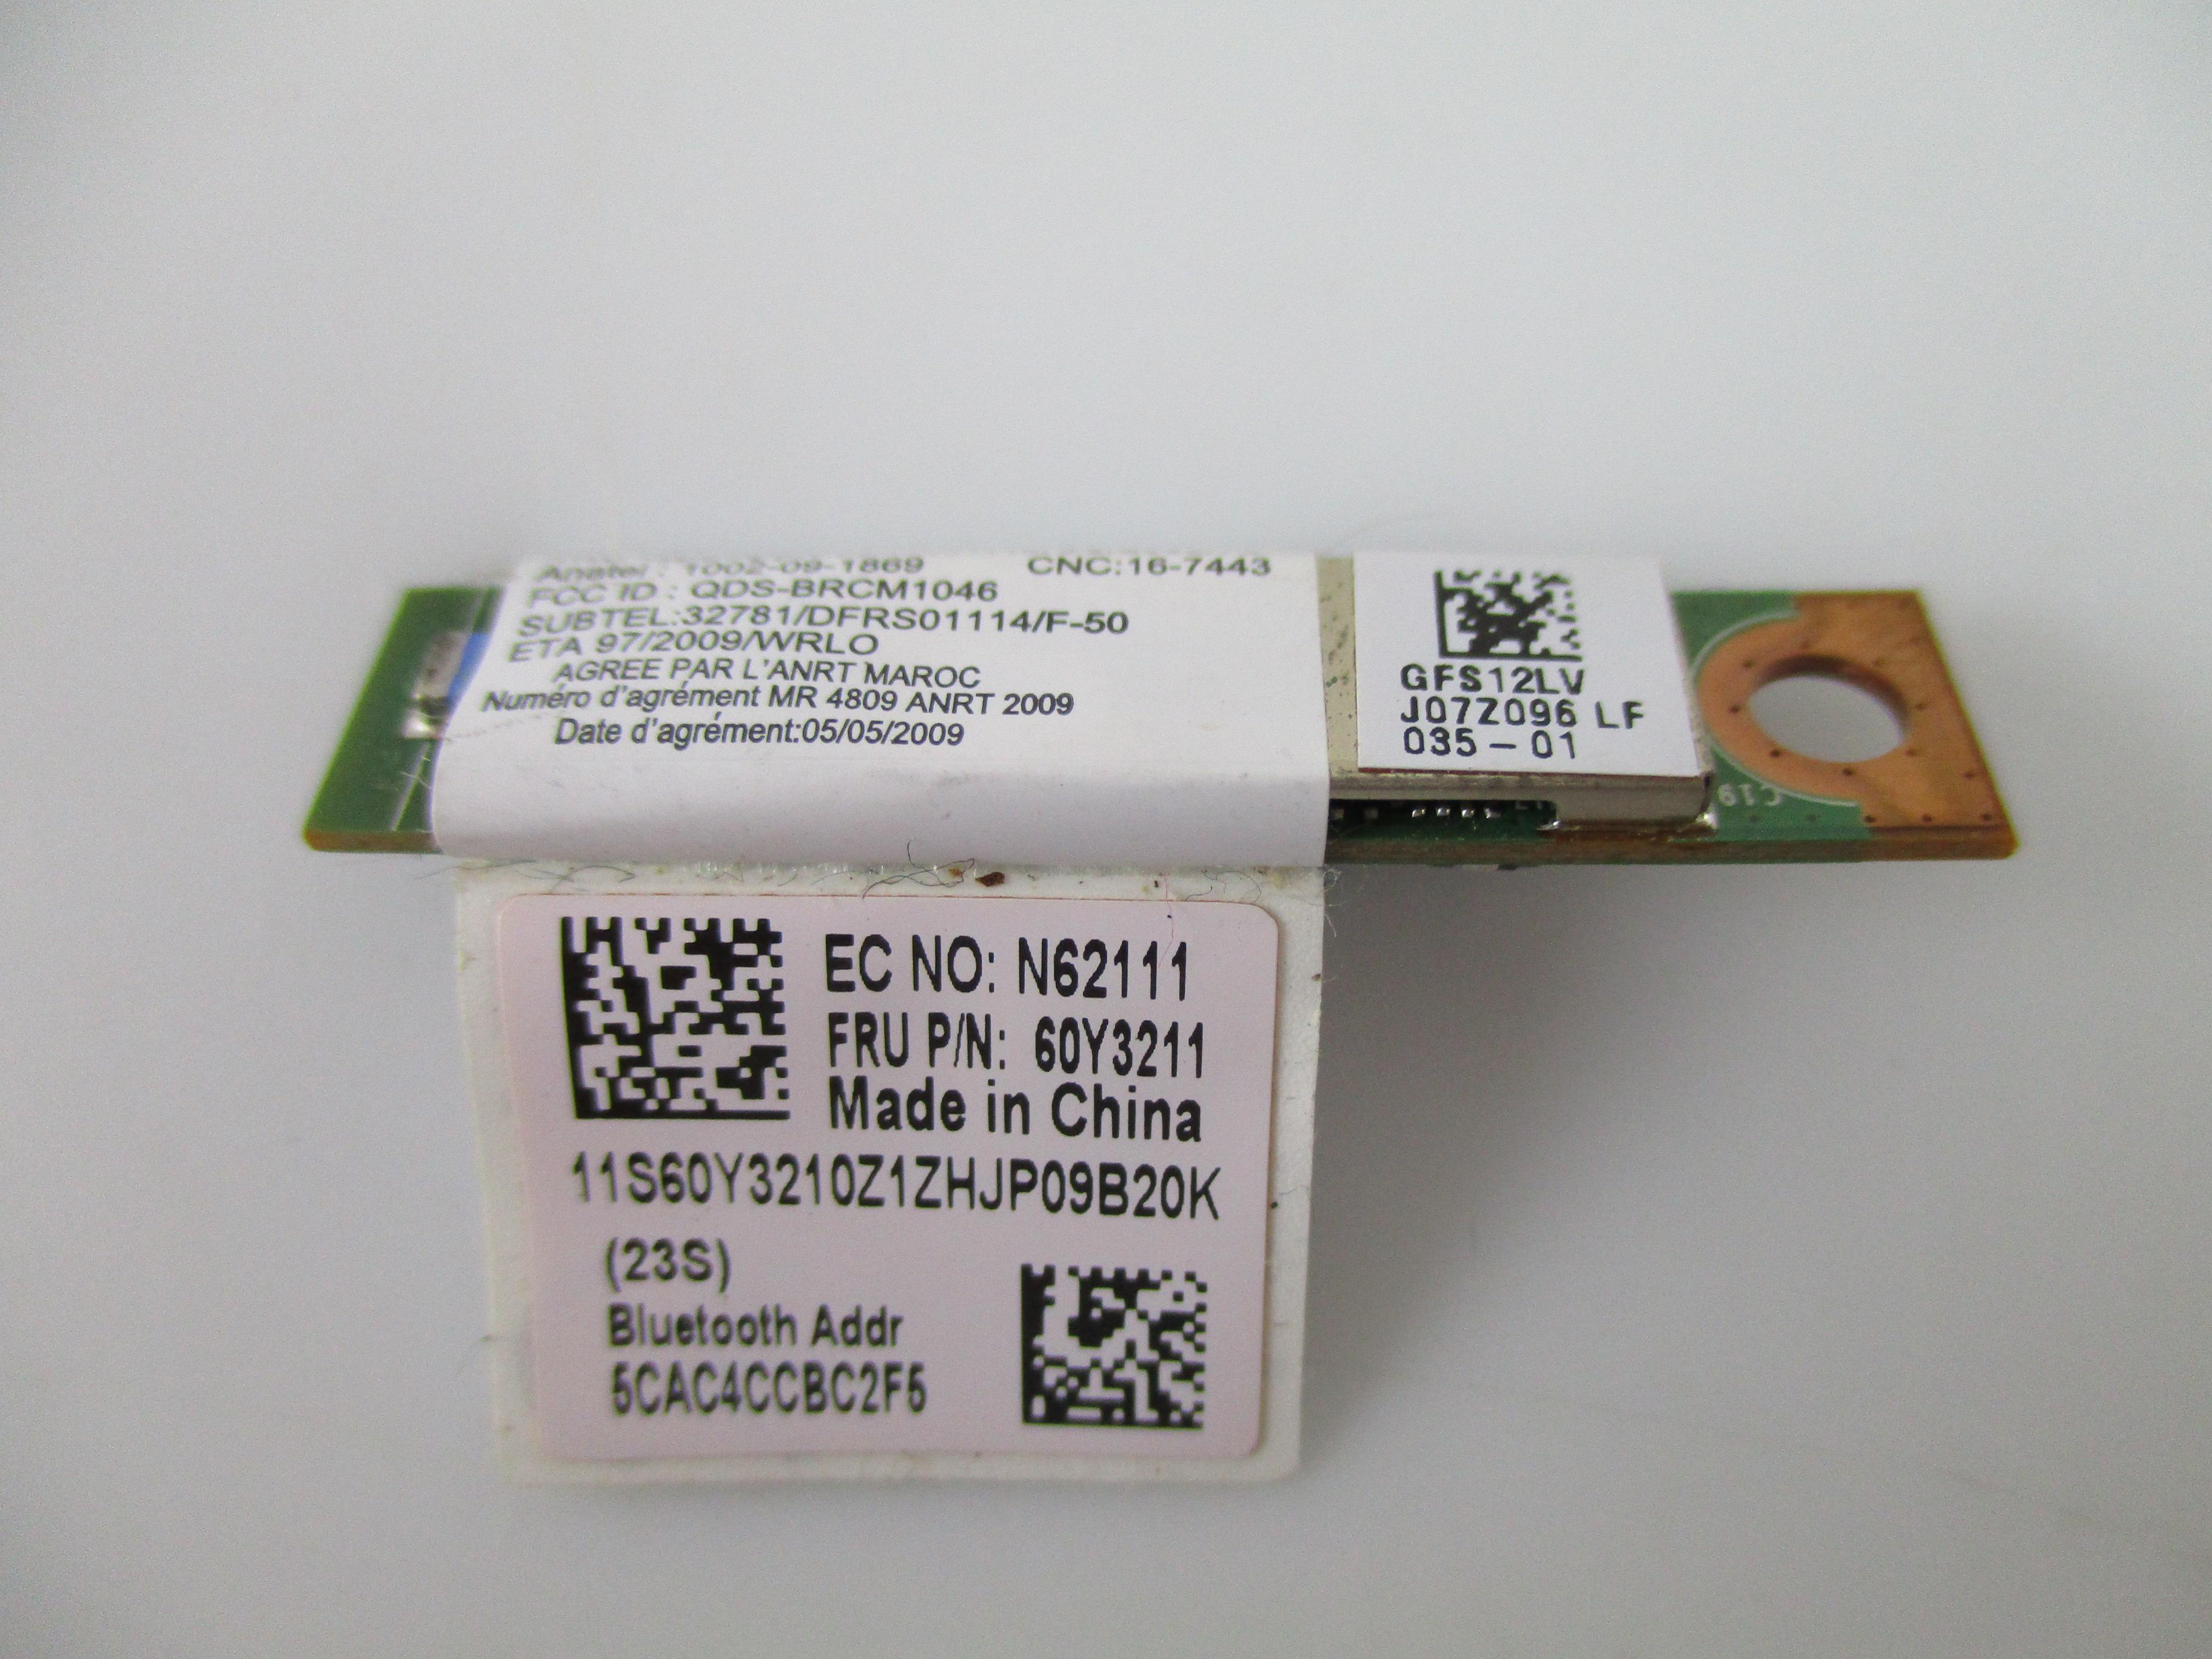 Anatel : 1002-09-1869 CNC:16-7443
FCC ID : QDS-BRCM1046
SUBTEL:32781/DFRS01114/F-50
ETA 97/2009/WRLO
AGREE PAR L'ANRT MAROC
Numéro d'agrément MR 4809 ANRT 2009
Date d'agrément:05/05/2009
GFS12LV
J07Z096 LF
035-01
C19
EC NO: N62111
FRU P/N: 60Y3211
Made in China
11S60Y3210Z1ZHJP09B20K
(23S)
Bluetooth Addr
5CAC4CCBC2F5